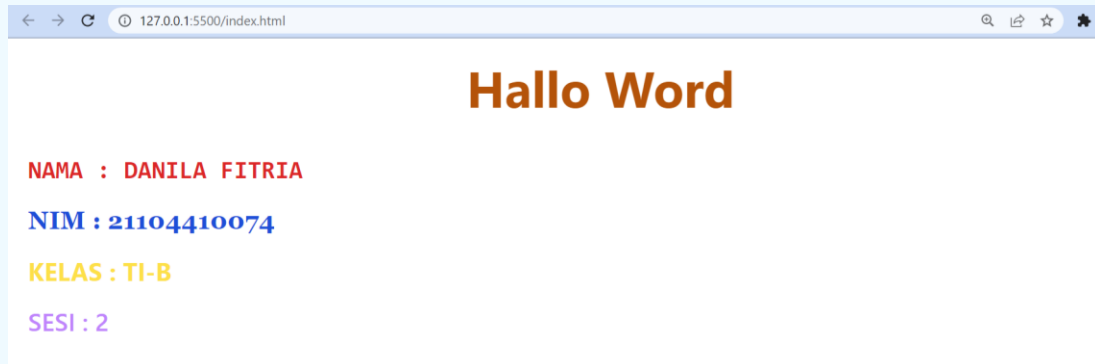 127.0.0.1:5500/index.html
Hallo Word
NAMA : DANILA FITRIA
NIM : 21104410074
KELAS : TI-B
SESI : 2